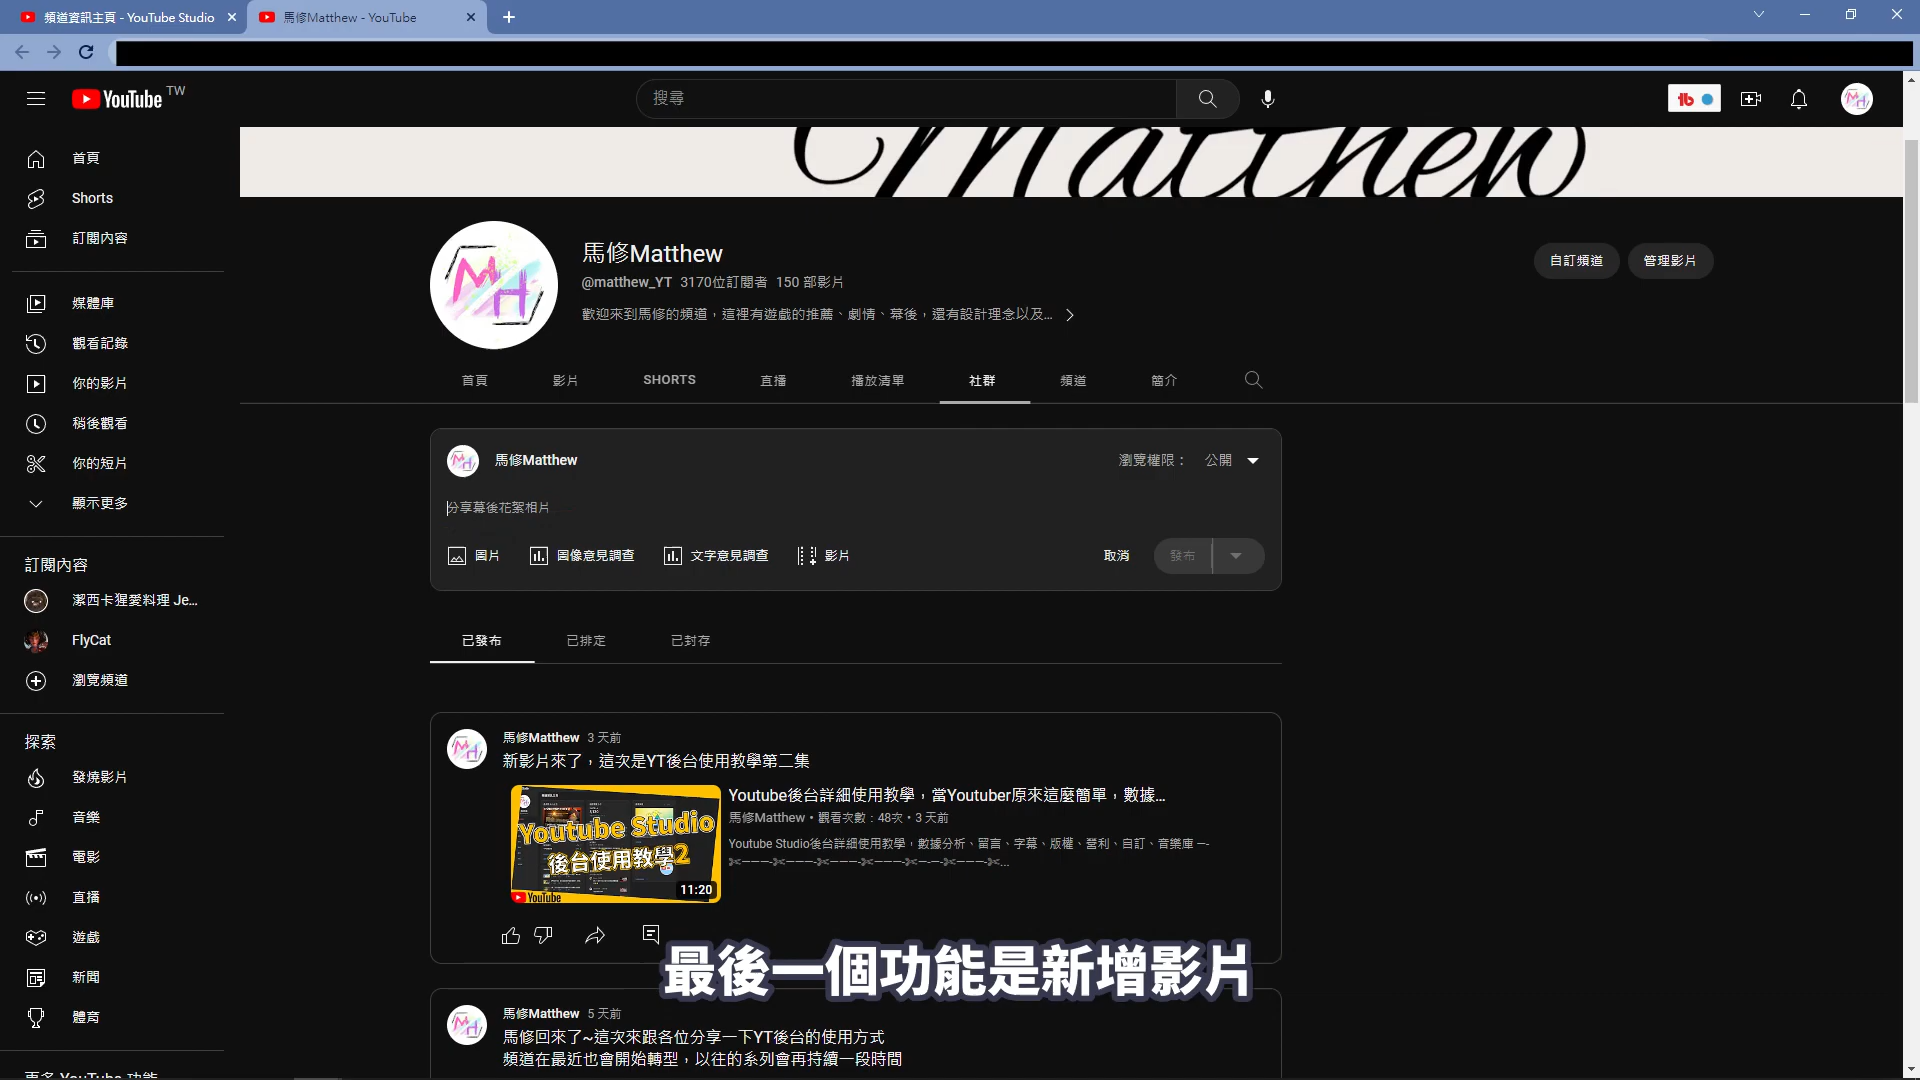 頻道資訊主頁 - YouTube Studio
馬修Matthew - YouTube
YouTube TW
搜尋
首頁
Shorts
訂閱內容
媒體庫
觀看記錄
你的影片
稍後觀看
你的短片
顯示更多
訂閱內容
潔西卡猩愛料理 Je...
FlyCat
瀏覽頻道
探索
發燒影片
音樂
電影
直播
遊戲
新聞
體育
更多 YouTube 功能
Matthew
馬修Matthew
@matthew_YT 3170位訂閱者 150 部影片
歡迎來到馬修的頻道，這裡有遊戲的推薦、劇情、幕後，還有設計理念以及...
自訂頻道
管理影片
首頁 影片 SHORTS 直播 播放清單 社群 頻道 簡介
馬修Matthew
瀏覽權限： 公開
分享幕後花絮相片
圖片 圖像意見調查 文字意見調查 影片
取消 發布
已發布 已排定 已封存
馬修Matthew 3 天前
新影片來了，這次是YT後台使用教學第二集
Youtube Studio
後台使用教學2
11:20
YouTube
Youtube後台詳細使用教學，當Youtuber原來這麼簡單，數據...
馬修Matthew•觀看次數：48次•3 天前
Youtube Studio後台詳細使用教學，數據分析、留言、字幕、版權、營利、自訂、音樂庫 —-
✄———-✄———-✄———-✄———-✄—-—-✄———-✄...
最後一個功能是新增影片
馬修Matthew 5 天前
馬修回來了~這次來跟各位分享一下YT後台的使用方式
頻道在最近也會開始轉型，以往的系列會再持續一段時間